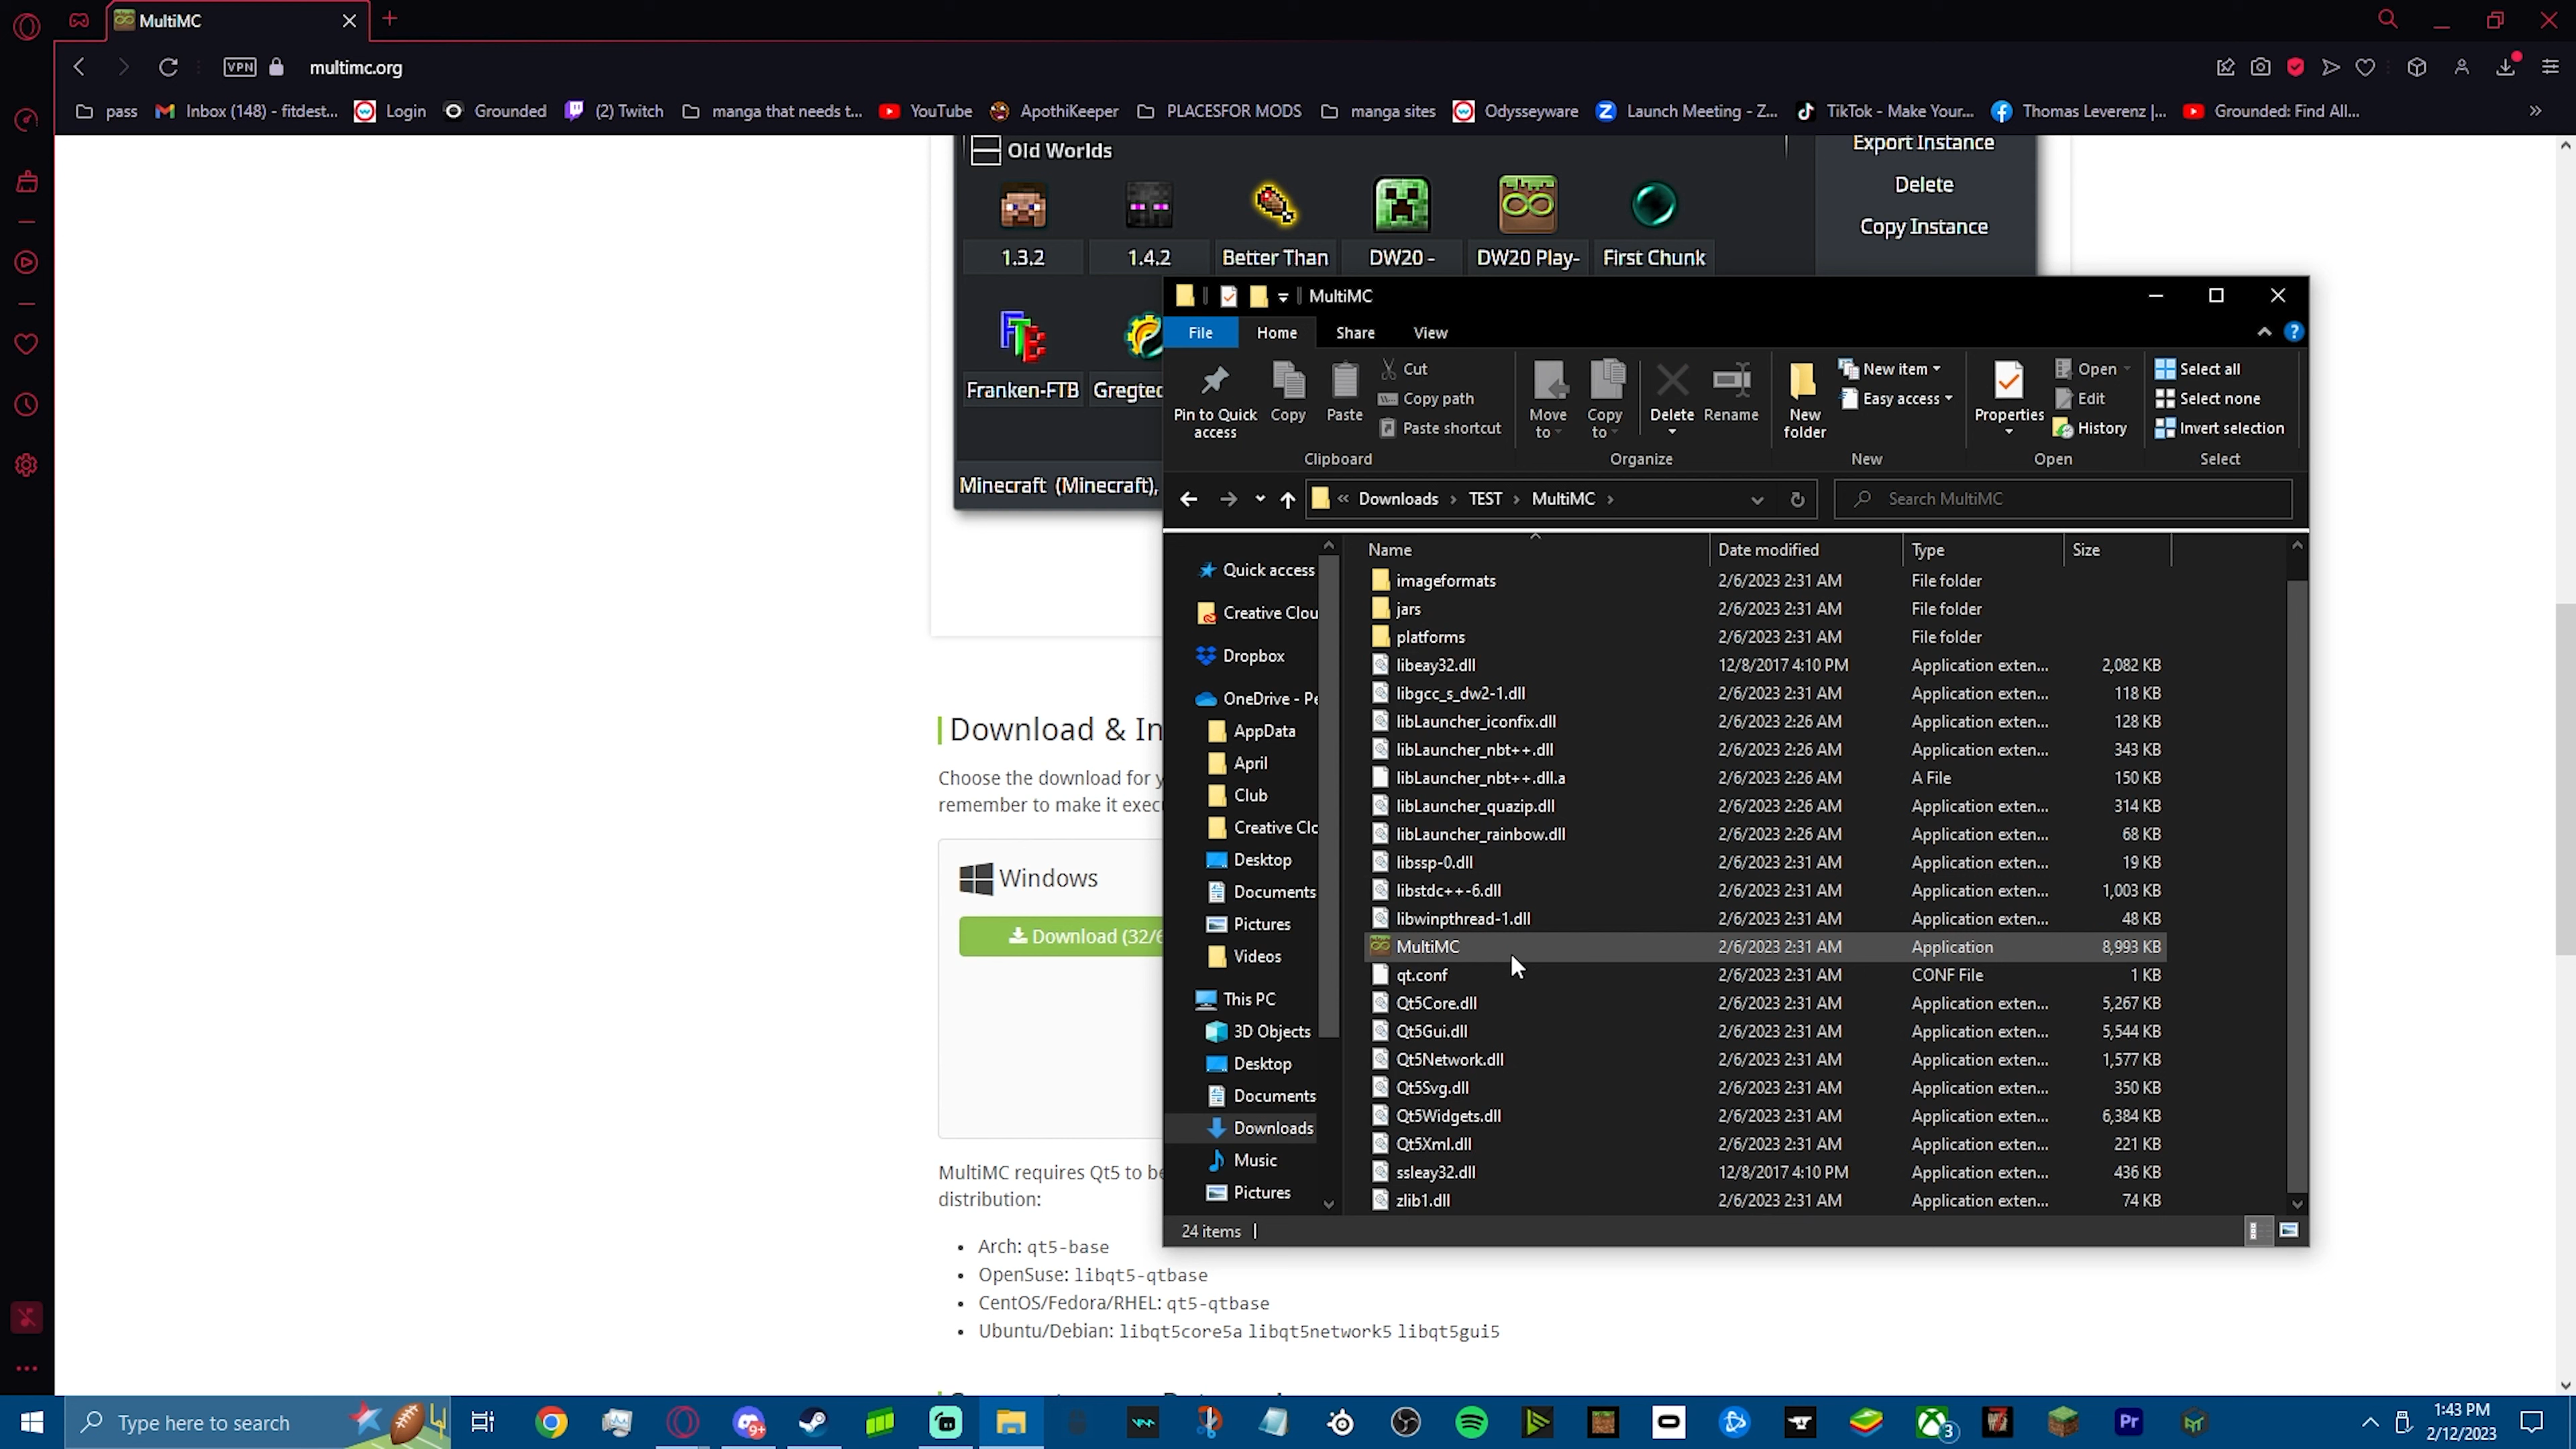 MultiMC
VPN multimc.org
pass Inbox (148) - fitdest... Login Grounded (2) Twitch manga that needs t... YouTube ApothiKeeper PLACESFOR MODS manga sites Odysseyware Launch Meeting - Z... TikTok - Make Your... Thomas Leverenz |... Grounded: Find All...
Old Worlds
1.3.2 1.4.2 Better Than DW20 - DW20 Play- First Chunk
Export Instance
Delete
Copy Instance
Franken-FTB Gregtec
Minecraft (Minecraft),
Download & In
Choose the download for y
remember to make it exec
Windows
Download (32/6
MultiMC requires Qt5 to be
distribution:
Arch: qt5-base
OpenSuse: libqt5-qtbase
CentOS/Fedora/RHEL: qt5-qtbase
Ubuntu/Debian: libqt5core5a libqt5network5 libqt5gui5
MultiMC
File Home Share View
Pin to Quick access
Copy
Paste
Cut
Copy path
Paste shortcut
Clipboard
Move to
Copy to
Delete
Rename
Organize
New folder
New item
Easy access
New
Properties
Open
Edit
History
Open
Select all
Select none
Invert selection
Select
« Downloads > TEST > MultiMC >
Search MultiMC
Quick access
Creative Clou
Dropbox
OneDrive - Pe
AppData
April
Club
Creative Clc
Desktop
Documents
Pictures
Videos
This PC
3D Objects
Desktop
Documents
Downloads
Music
Pictures
Name Date modified Type Size
imageformats 2/6/2023 2:31 AM File folder
jars 2/6/2023 2:31 AM File folder
platforms 2/6/2023 2:31 AM File folder
libeay32.dll 12/8/2017 4:10 PM Application exten... 2,082 KB
libgcc_s_dw2-1.dll 2/6/2023 2:31 AM Application exten... 118 KB
libLauncher_iconfix.dll 2/6/2023 2:26 AM Application exten... 128 KB
libLauncher_nbt++.dll 2/6/2023 2:26 AM Application exten... 343 KB
libLauncher_nbt++.dll.a 2/6/2023 2:26 AM A File 150 KB
libLauncher_quazip.dll 2/6/2023 2:26 AM Application exten... 314 KB
libLauncher_rainbow.dll 2/6/2023 2:26 AM Application exten... 68 KB
libssp-0.dll 2/6/2023 2:31 AM Application exten... 19 KB
libstdc++-6.dll 2/6/2023 2:31 AM Application exten... 1,003 KB
libwinpthread-1.dll 2/6/2023 2:31 AM Application exten... 48 KB
MultiMC 2/6/2023 2:31 AM Application 8,993 KB
qt.conf 2/6/2023 2:31 AM CONF File 1 KB
Qt5Core.dll 2/6/2023 2:31 AM Application exten... 5,267 KB
Qt5Gui.dll 2/6/2023 2:31 AM Application exten... 5,544 KB
Qt5Network.dll 2/6/2023 2:31 AM Application exten... 1,577 KB
Qt5Svg.dll 2/6/2023 2:31 AM Application exten... 350 KB
Qt5Widgets.dll 2/6/2023 2:31 AM Application exten... 6,384 KB
Qt5Xml.dll 2/6/2023 2:31 AM Application exten... 221 KB
ssleay32.dll 12/8/2017 4:10 PM Application exten... 436 KB
zlib1.dll 2/6/2023 2:31 AM Application exten... 74 KB
24 items
Type here to search
9+
3
Pr
1:43 PM
2/12/2023